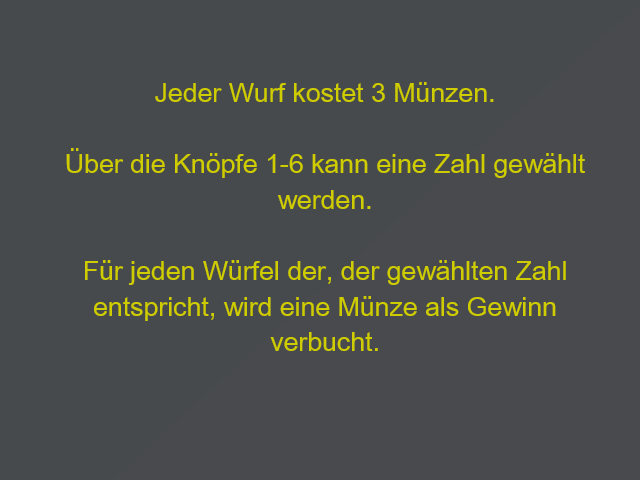 Jeder Wurf kostet 3 Münzen.
Über die Knöpfe 1-6 kann eine Zahl gewählt
werden.
Für jeden Würfel der, der gewählten Zahl
entspricht, wird eine Münze als Gewinn
verbucht.